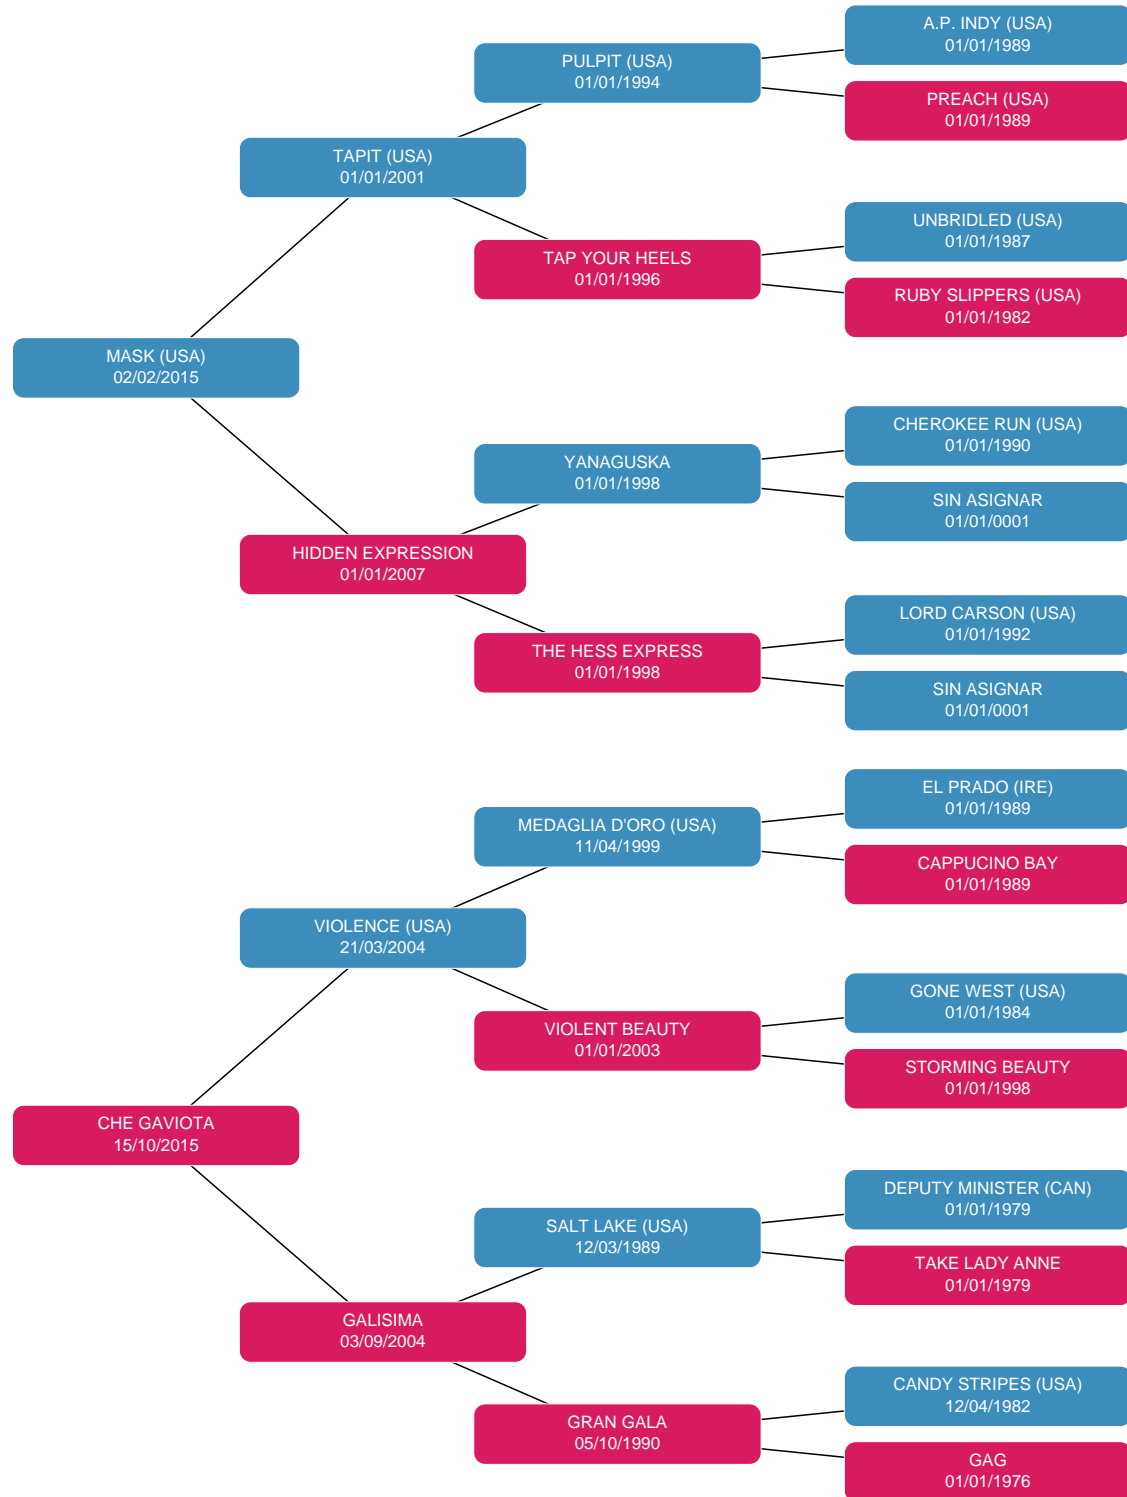 A.P. INDY (USA)
01/01/1989
PULPIT (USA)
01/01/1994
PREACH (USA)
01/01/1989
TAPIT (USA)
01/01/2001
UNBRIDLED (USA)
01/01/1987
TAP YOUR HEELS
01/01/1996
RUBY SLIPPERS (USA)
01/01/1982
MASK (USA)
02/02/2015
CHEROKEE RUN (USA)
01/01/1990
YANAGUSKA
01/01/1998
SIN ASIGNAR
01/01/0001
HIDDEN EXPRESSION
01/01/2007
LORD CARSON (USA)
01/01/1992
THE HESS EXPRESS
01/01/1998
SIN ASIGNAR
01/01/0001
EL PRADO (IRE)
01/01/1989
MEDAGLIA D'ORO (USA)
11/04/1999
CAPPUCINO BAY
01/01/1989
VIOLENCE (USA)
21/03/2004
GONE WEST (USA)
01/01/1984
VIOLENT BEAUTY
01/01/2003
STORMING BEAUTY
01/01/1998
CHE GAVIOTA
15/10/2015
DEPUTY MINISTER (CAN)
01/01/1979
SALT LAKE (USA)
12/03/1989
TAKE LADY ANNE
01/01/1979
GALISIMA
03/09/2004
CANDY STRIPES (USA)
12/04/1982
GRAN GALA
05/10/1990
GAG
01/01/1976